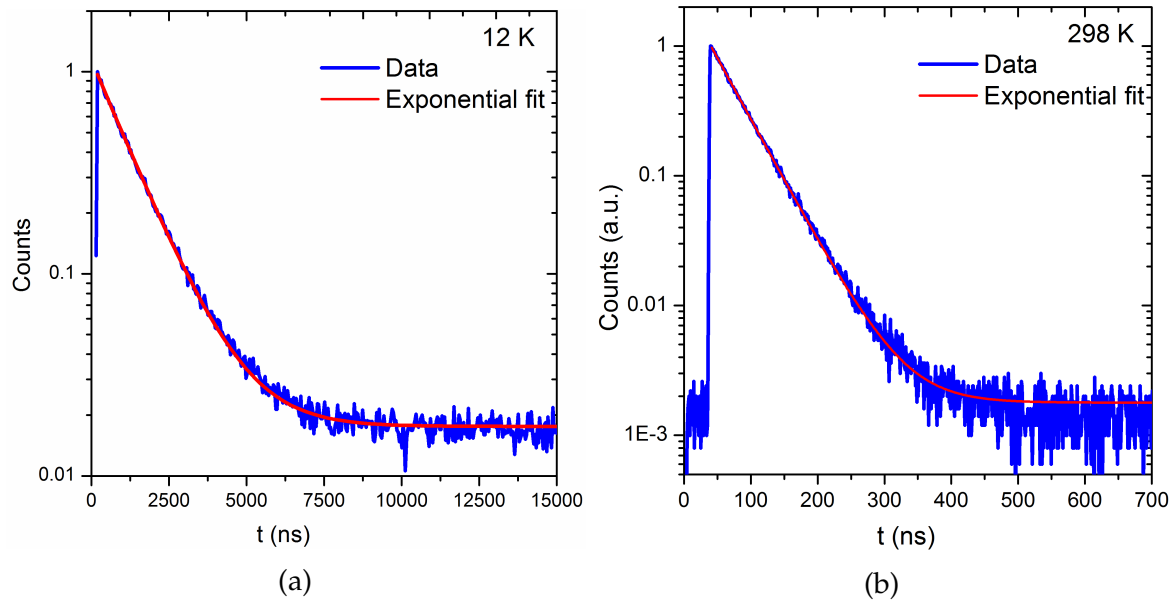 12 K
Data
Exponential fit
1
0.1
0.01
Counts
0 2500 5000 7500 10000 12500 15000
t (ns)
(a)
298 K
Data
Exponential fit
1
0.1
0.01
1E-3
Counts (a.u.)
0 100 200 300 400 500 600 700
t (ns)
(b)